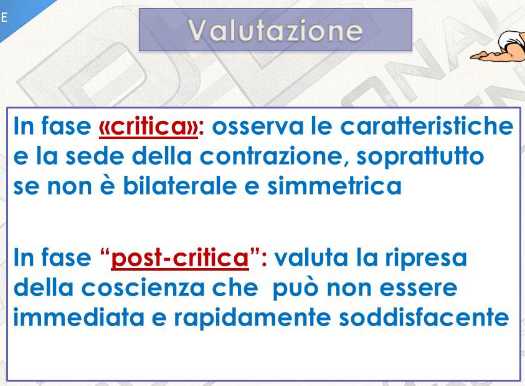 E
Valutazione
In fase «critica»: osserva le caratteristiche
e la sede della contrazione, soprattutto
se non è bilaterale e simmetrica
In fase “post-critica”: valuta la ripresa
della coscienza che può non essere
immediata e rapidamente soddisfacente